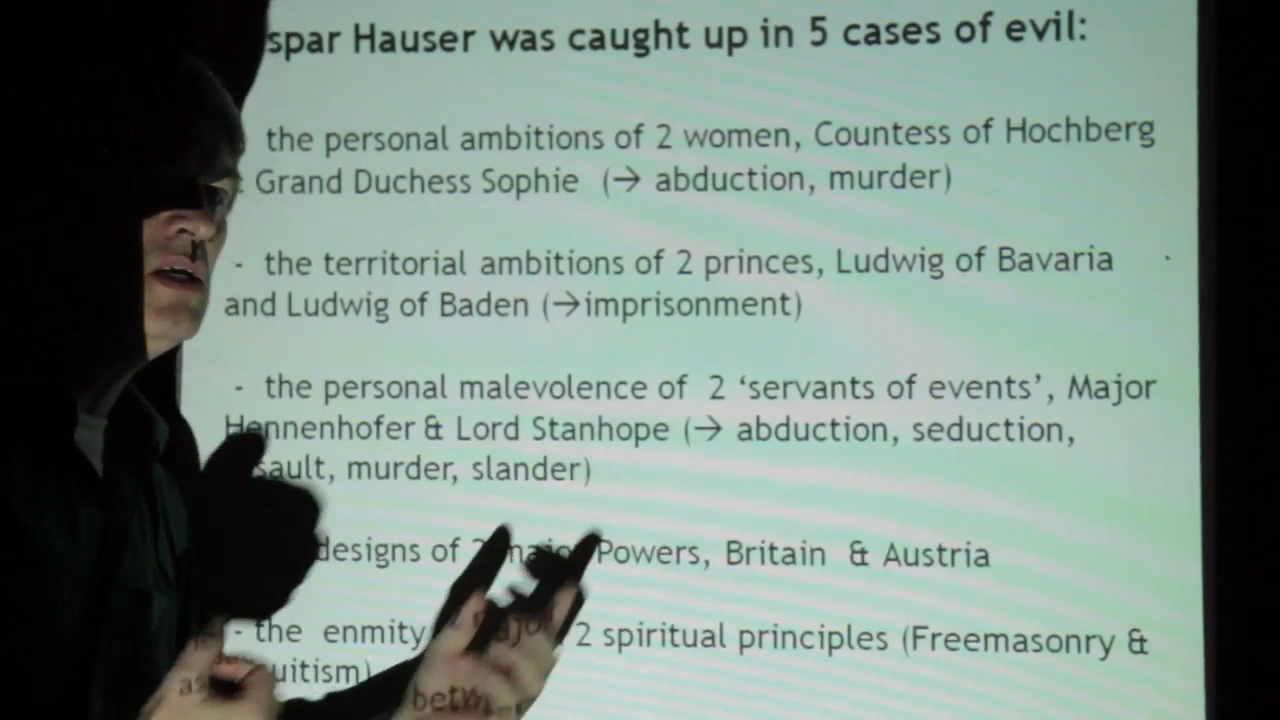 spar Hauser was caught up in 5 cases of evil:
the personal ambitions of 2 women, Countess of Hochberg
Grand Duchess Sophie (→ abduction, murder)
- the territorial ambitions of 2 princes, Ludwig of Bavaria
and Ludwig of Baden (→imprisonment)
- the personal malevolence of 2 ‘servants of events’, Major
Hennenhofer & Lord Stanhope (→ abduction, seduction,
sault, murder, slander)
designs of major Powers, Britain & Austria
- the enmity 2 spiritual principles (Freemasonry &
uitism)